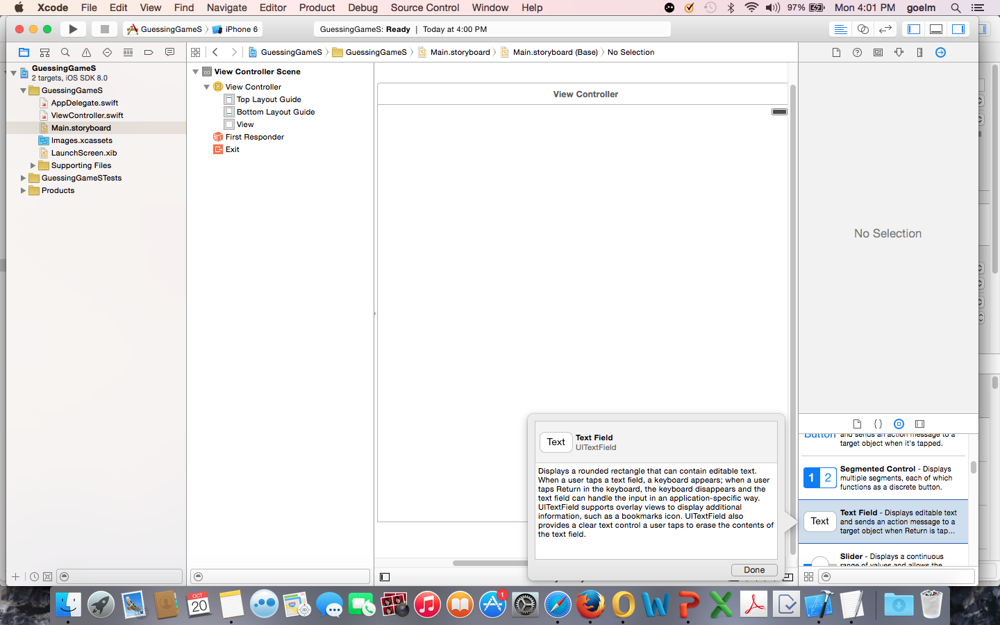 Xcode File Edit View Find Navigate Editor Product Debug Source Control Window Help 97% Mon 4:01 PM goelm
GuessingGameS iPhone 6 GuessingGameS: Ready | Today at 4:00 PM
GuessingGameS GuessingGameS Main.storyboard Main.storyboard (Base) No Selection
GuessingGameS
2 targets, iOS SDK 8.0
GuessingGameS
AppDelegate.swift
ViewController.swift
Main.storyboard
Images.xcassets
LaunchScreen.xib
Supporting Files
GuessingGameSTests
Products
View Controller Scene
View Controller
Top Layout Guide
Bottom Layout Guide
View
First Responder
Exit
View Controller
No Selection
Text
Text Field
UITextField
Displays a rounded rectangle that can contain editable text.
When a user taps a text field, a keyboard appears; when a user
taps Return in the keyboard, the keyboard disappears and the
text field can handle the input in an application-specific way.
UITextField supports overlay views to display additional
information, such as a bookmarks icon. UITextField also
provides a clear text control a user taps to erase the contents of
the text field.
Done
Button
and sends an action message to a
target object when it's tapped.
1 2
Segmented Control - Displays
multiple segments, each of which
functions as a discrete button.
Text
Text Field - Displays editable text
and sends an action message to a
target object when Return is tap...
Slider - Displays a continuous
range of values and allows the
OCT
20
1